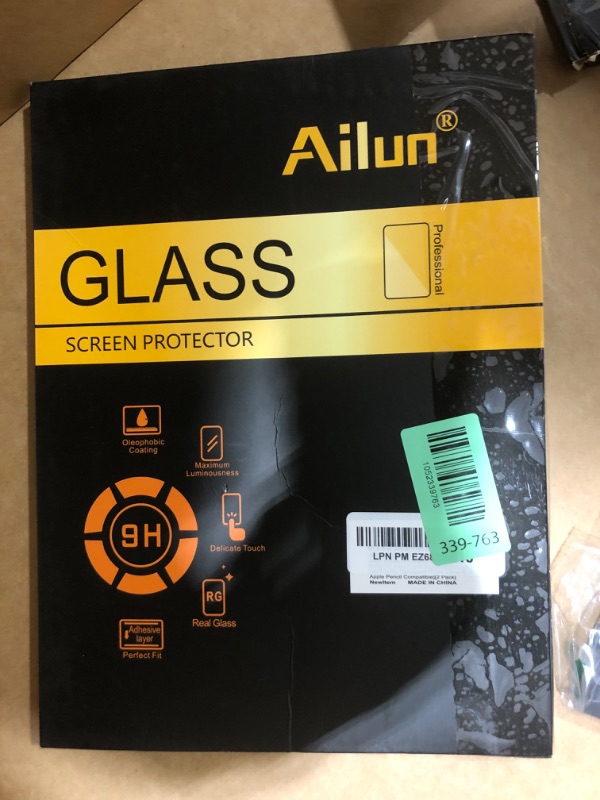 Ailun®
Professional
GLASS
SCREEN PROTECTOR
Oleophobic
Coating
Maximum
Luminousness
9H
Delicate Touch
1052339763
339-763
LPN PM
Apple Pencil Compatible](2 Pack)
NewItem MADE IN CHINA
RG
Real Glass
Adhesive
layer
Perfect Fit